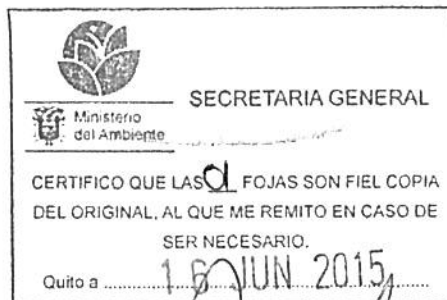 SECRETARIA GENERAL
Ministerio
del Ambiente
CERTIFICO QUE LAS FOJAS SON FIEL COPIA
DEL ORIGINAL, AL QUE ME REMITO EN CASO DE
SER NECESARIO.
Quito a 16 JUN 2015